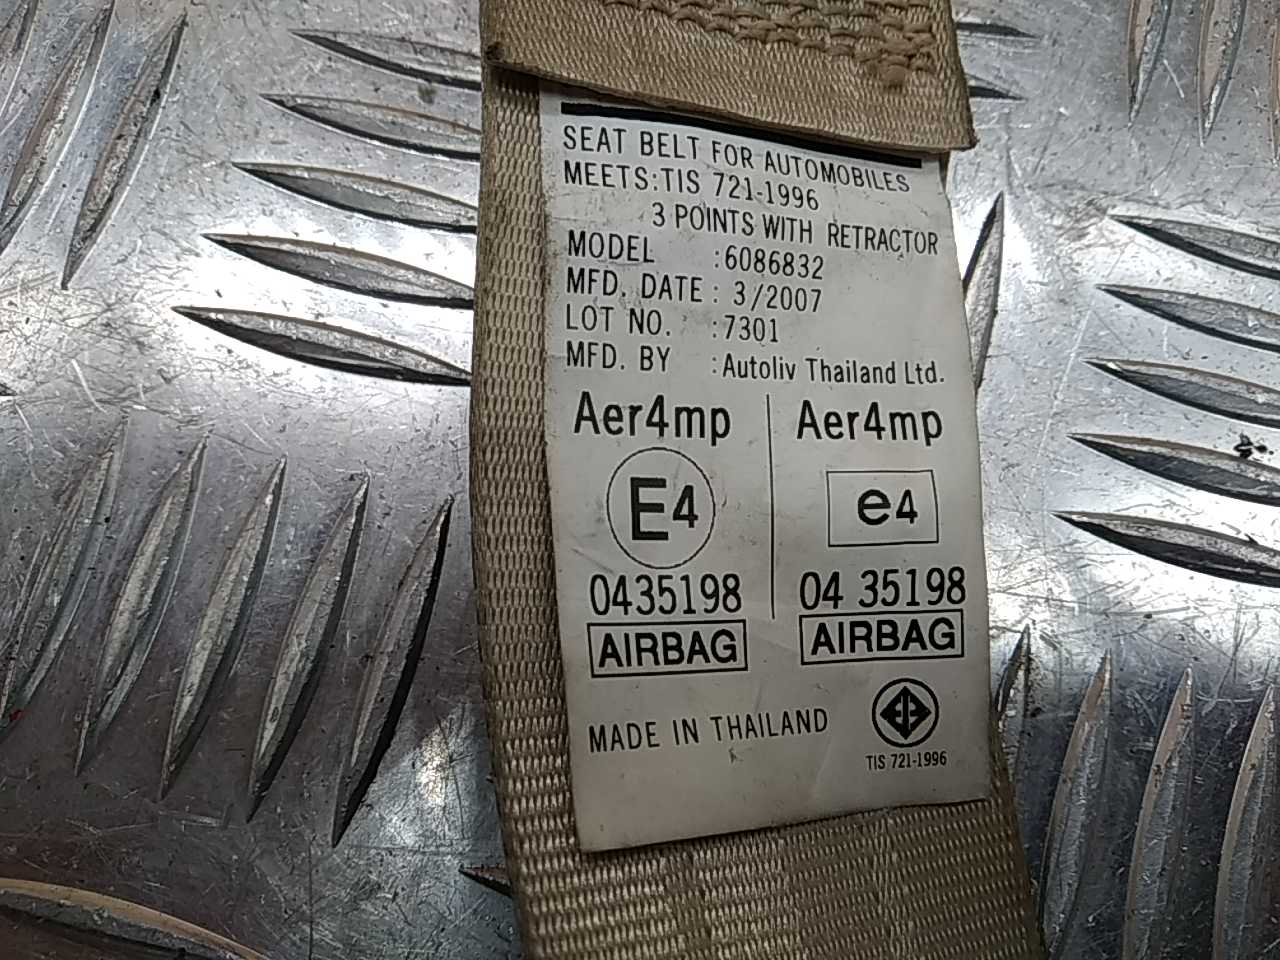 SEAT BELT FOR AUTOMOBILES
MEETS:TIS 721-1996
3 POINTS WITH RETRACTOR
MODEL :6086832
MFD. DATE : 3/2007
LOT NO. :7301
MFD. BY :Autoliv Thailand Ltd.
Aer4mp Aer4mp
E4 e4
0435198 04 35198
AIRBAG AIRBAG
MADE IN THAILAND
TIS 721-1996